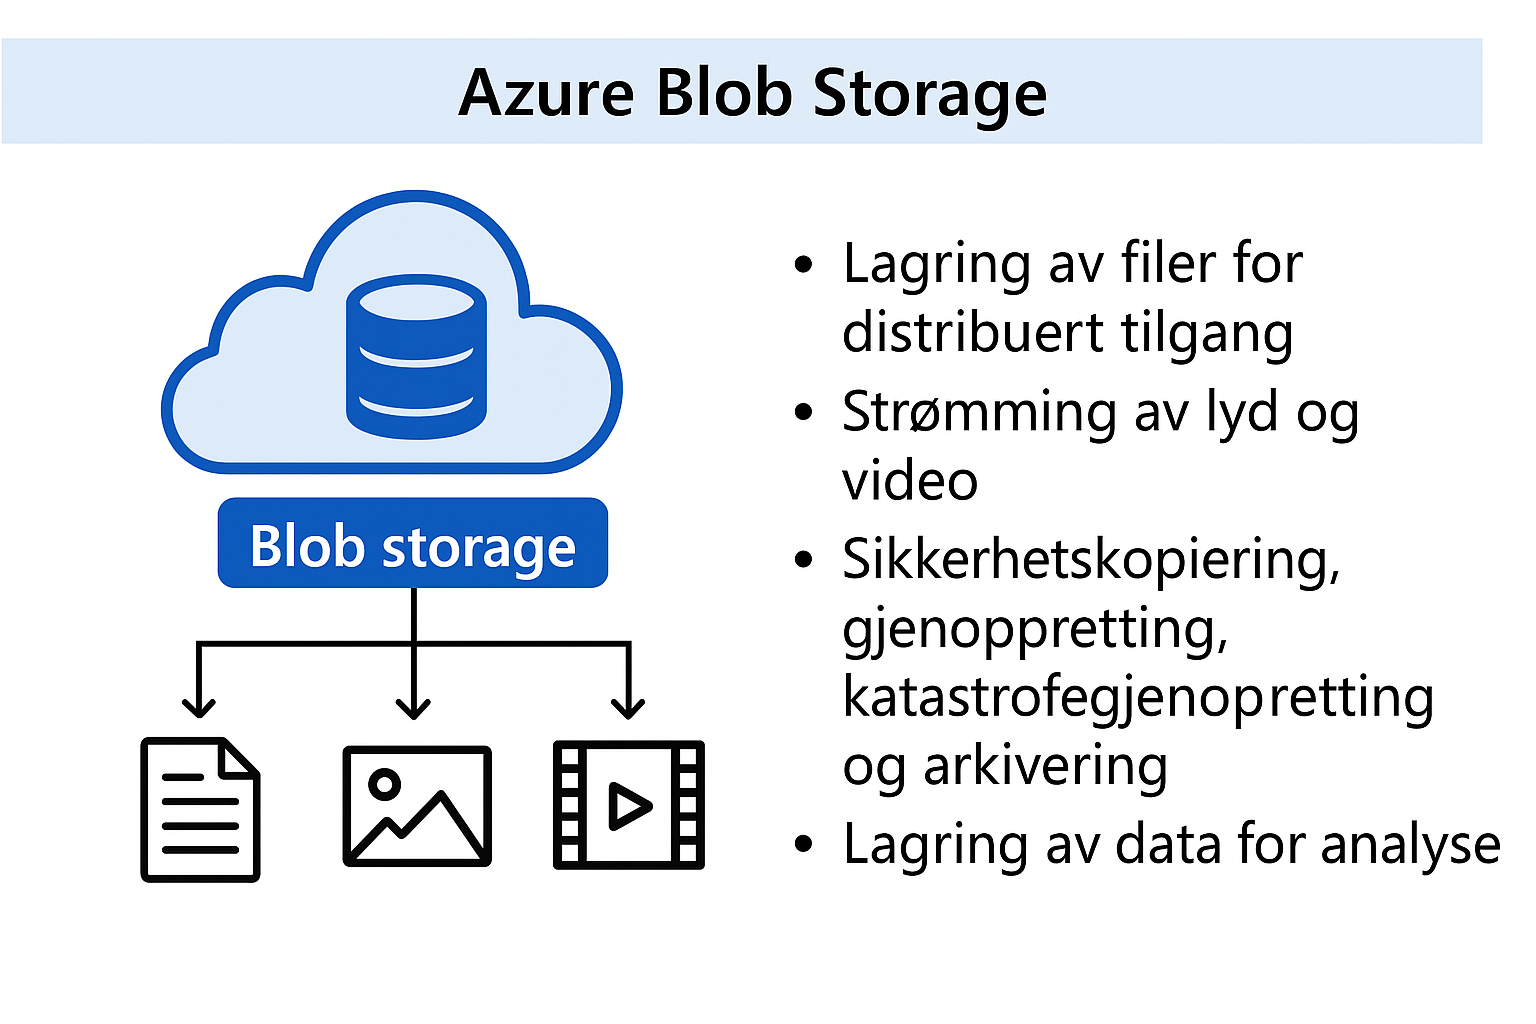 Azure Blob Storage
Blob storage
• Lagring av filer for
distribuert tilgang
• Strømming av lyd og
video
• Sikkerhetskopiering,
gjenoppretting,
katastrofegjenopretting
og arkivering
• Lagring av data for analyse